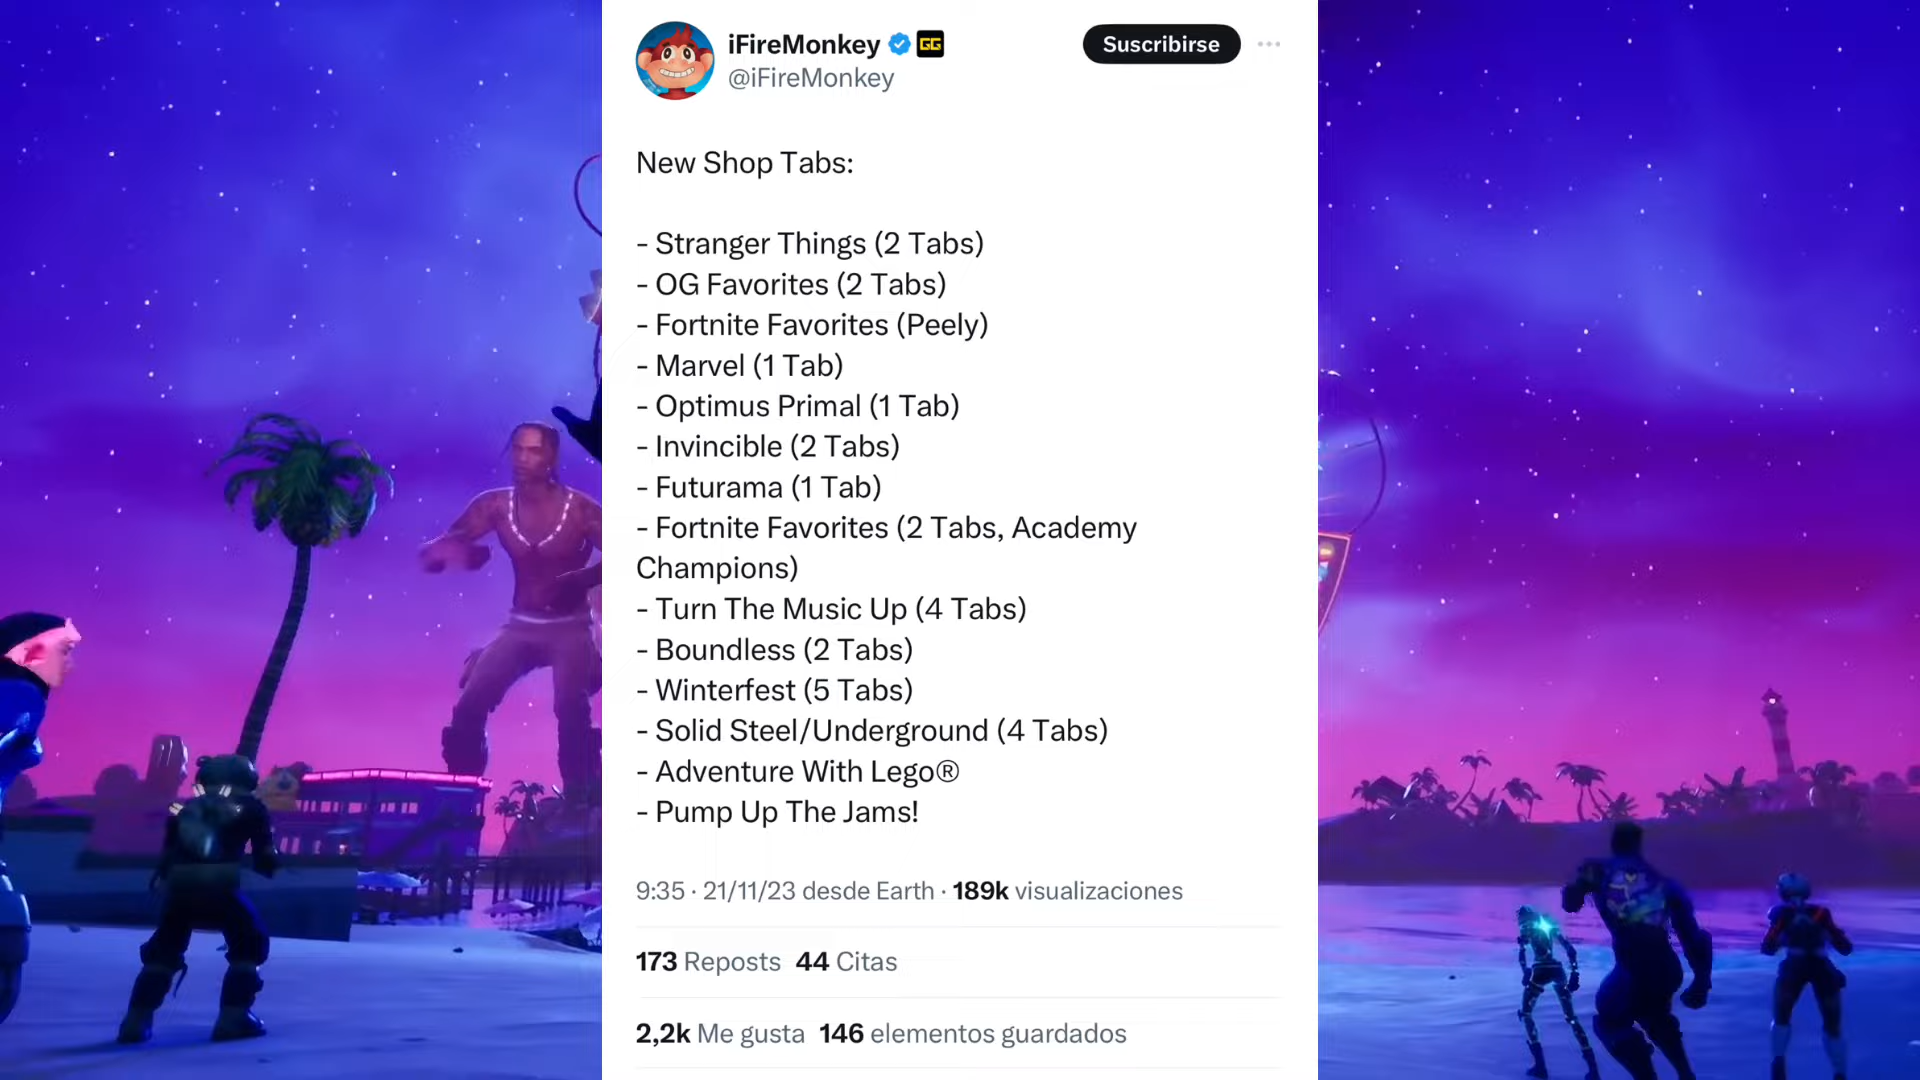 iFireMonkey GG
Suscribirse
@iFireMonkey
New Shop Tabs:
- Stranger Things (2 Tabs)
- OG Favorites (2 Tabs)
- Fortnite Favorites (Peely)
- Marvel (1 Tab)
- Optimus Primal (1 Tab)
- Invincible (2 Tabs)
- Futurama (1 Tab)
- Fortnite Favorites (2 Tabs, Academy
Champions)
- Turn The Music Up (4 Tabs)
- Boundless (2 Tabs)
- Winterfest (5 Tabs)
- Solid Steel/Underground (4 Tabs)
- Adventure With Lego®
- Pump Up The Jams!
9:35 · 21/11/23 desde Earth · 189k visualizaciones
173 Reposts 44 Citas
2,2k Me gusta 146 elementos guardados